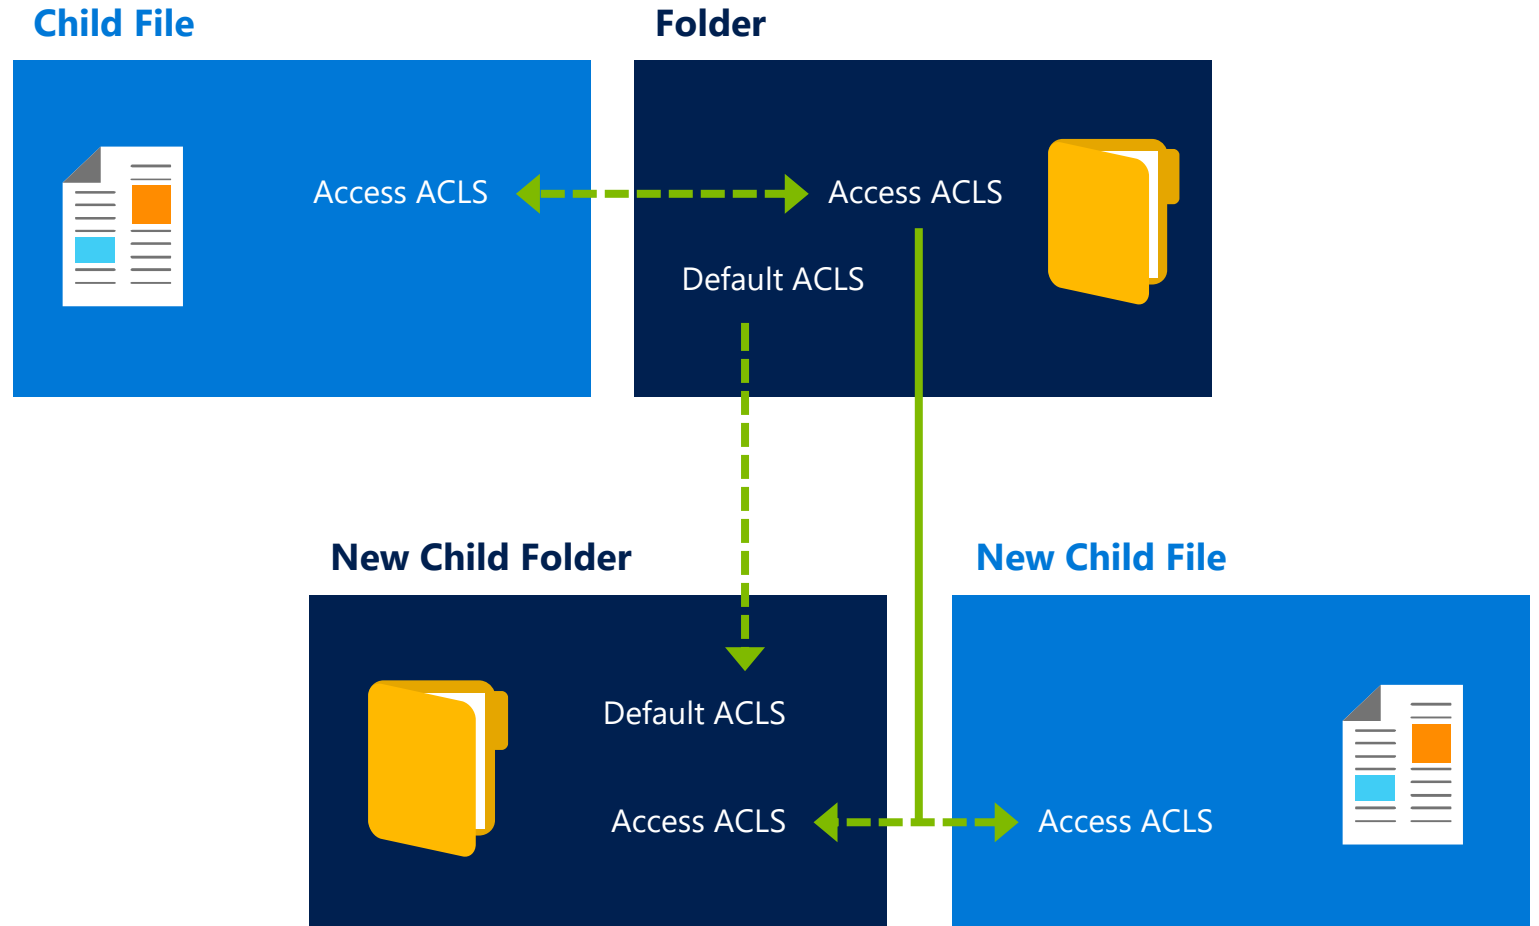 Child File
Folder
Access ACLS
Access ACLS
Default ACLS
New Child Folder
New Child File
Default ACLS
Access ACLS
Access ACLS